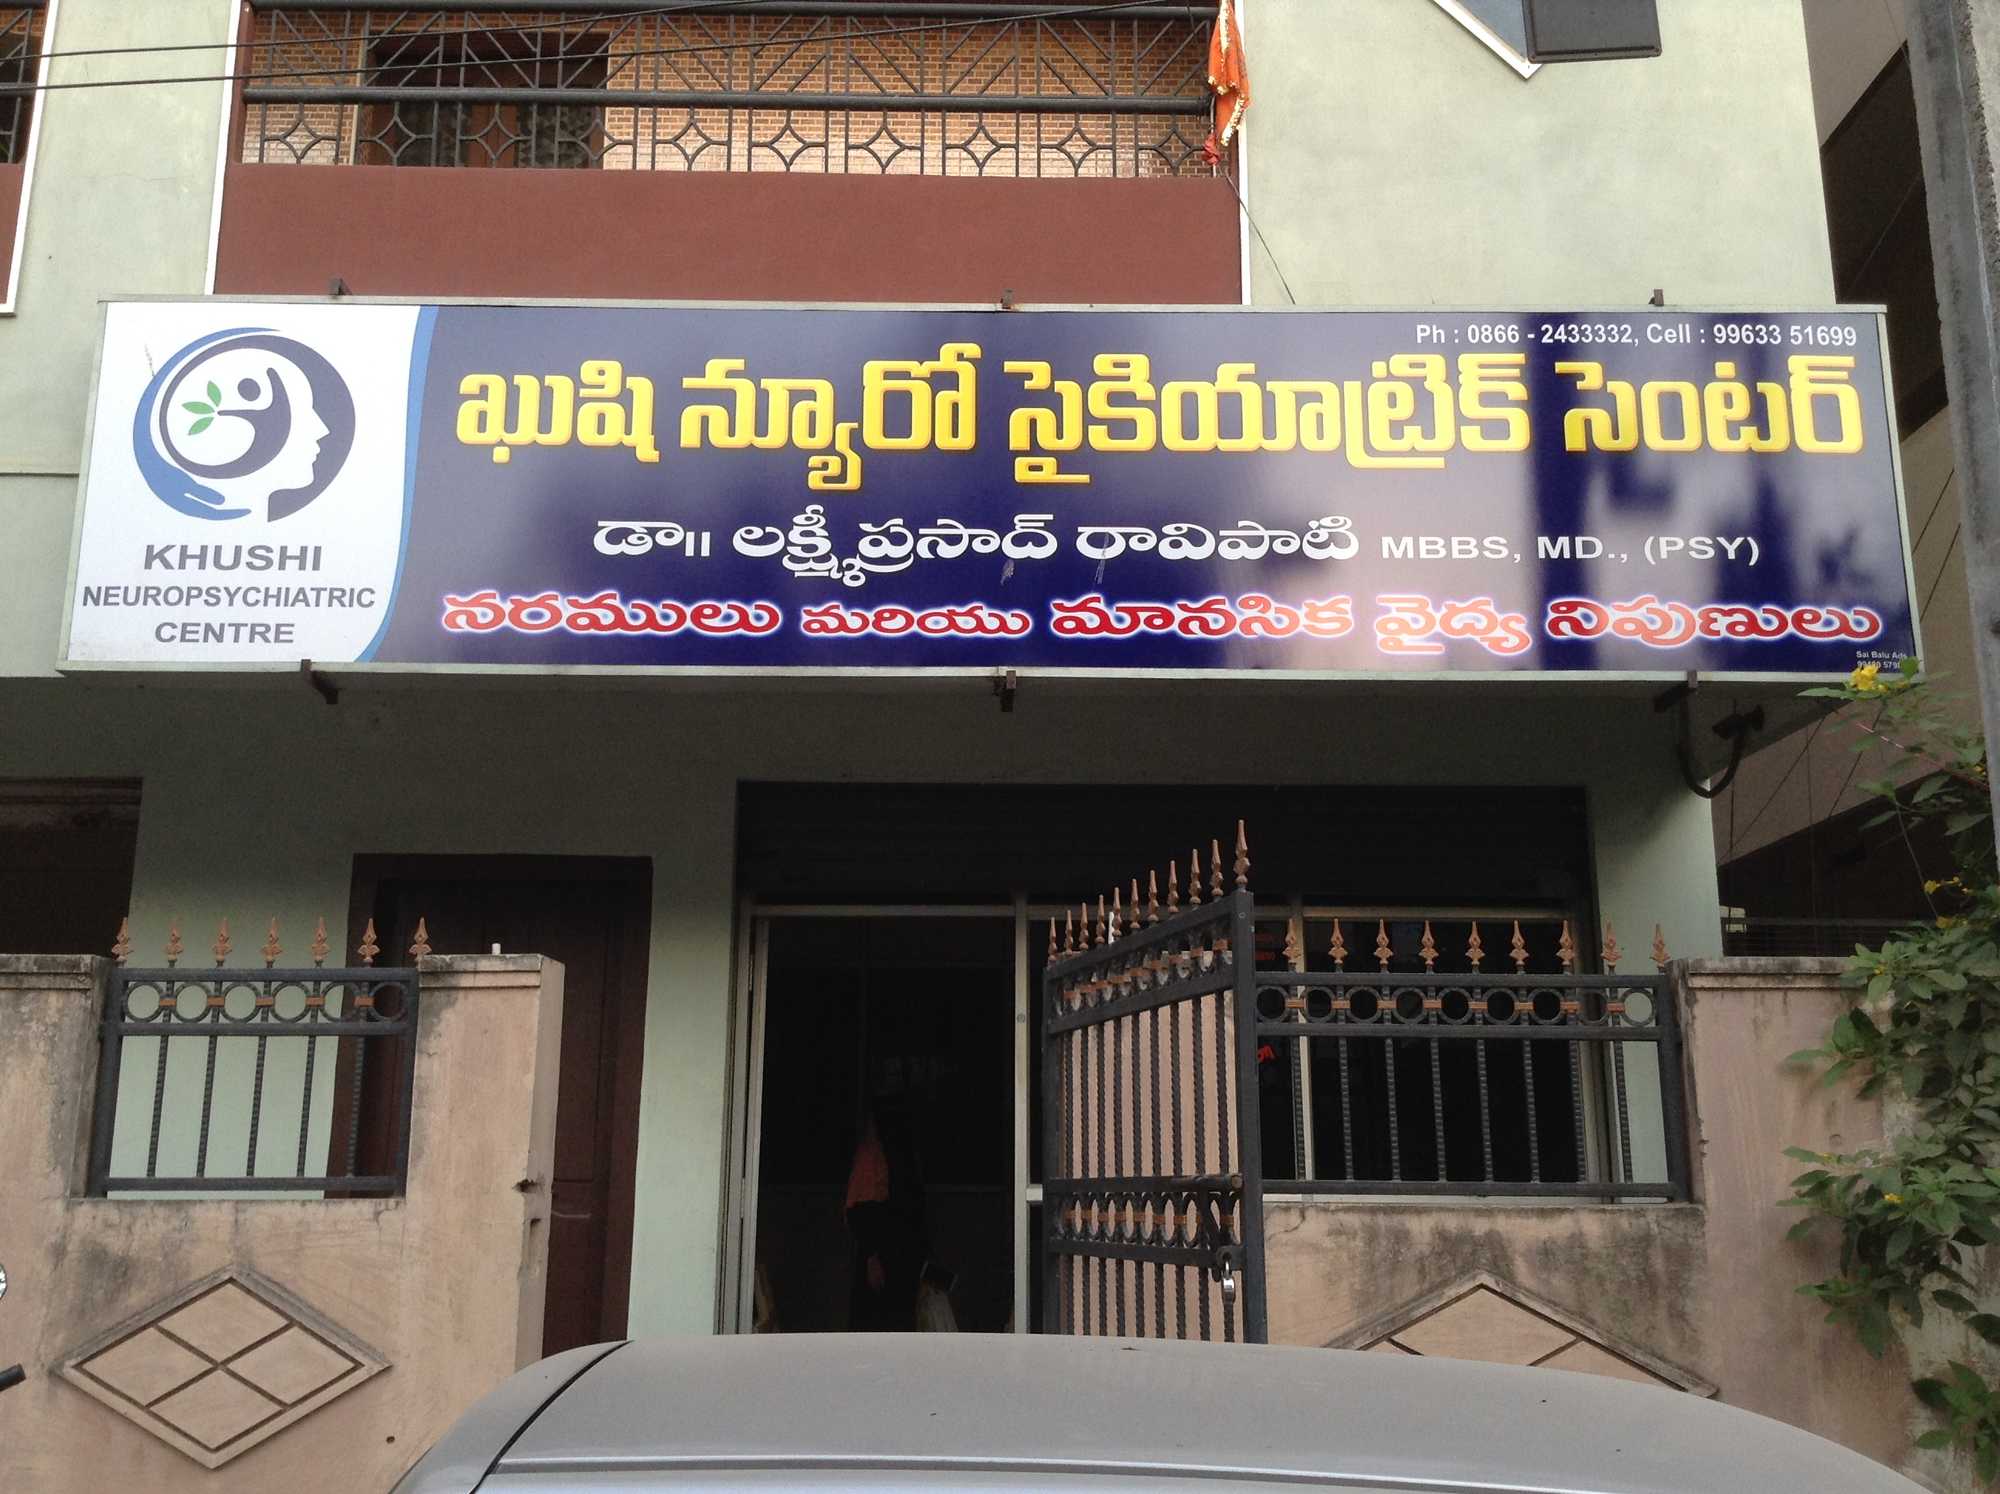 Ph : 0866 - 2433332, Cell : 99633 51699
ఖుషి న్యూరో సైకియాట్రిక్ సెంటర్
డా॥ లక్ష్మీప్రసాద్ రావిపాటి MBBS, MD., (PSY)
నరములు మరియు మానసిక వైద్య నిపుణులు
KHUSHI
NEUROPSYCHIATRIC
CENTRE
Sai Balu Ads